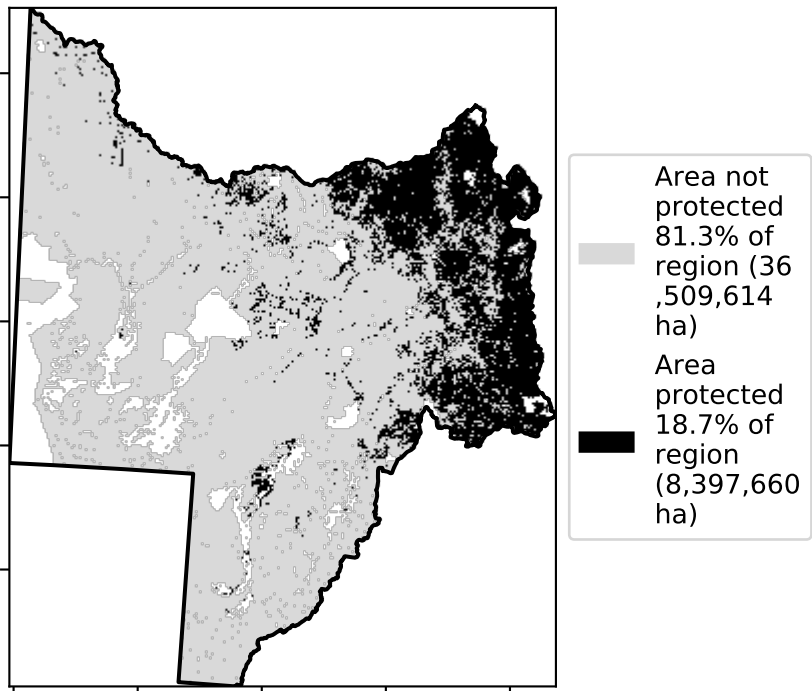 Area not
protected
81.3% of
region (36
,509,614
ha)
Area
protected
18.7% of
region
(8,397,660
ha)